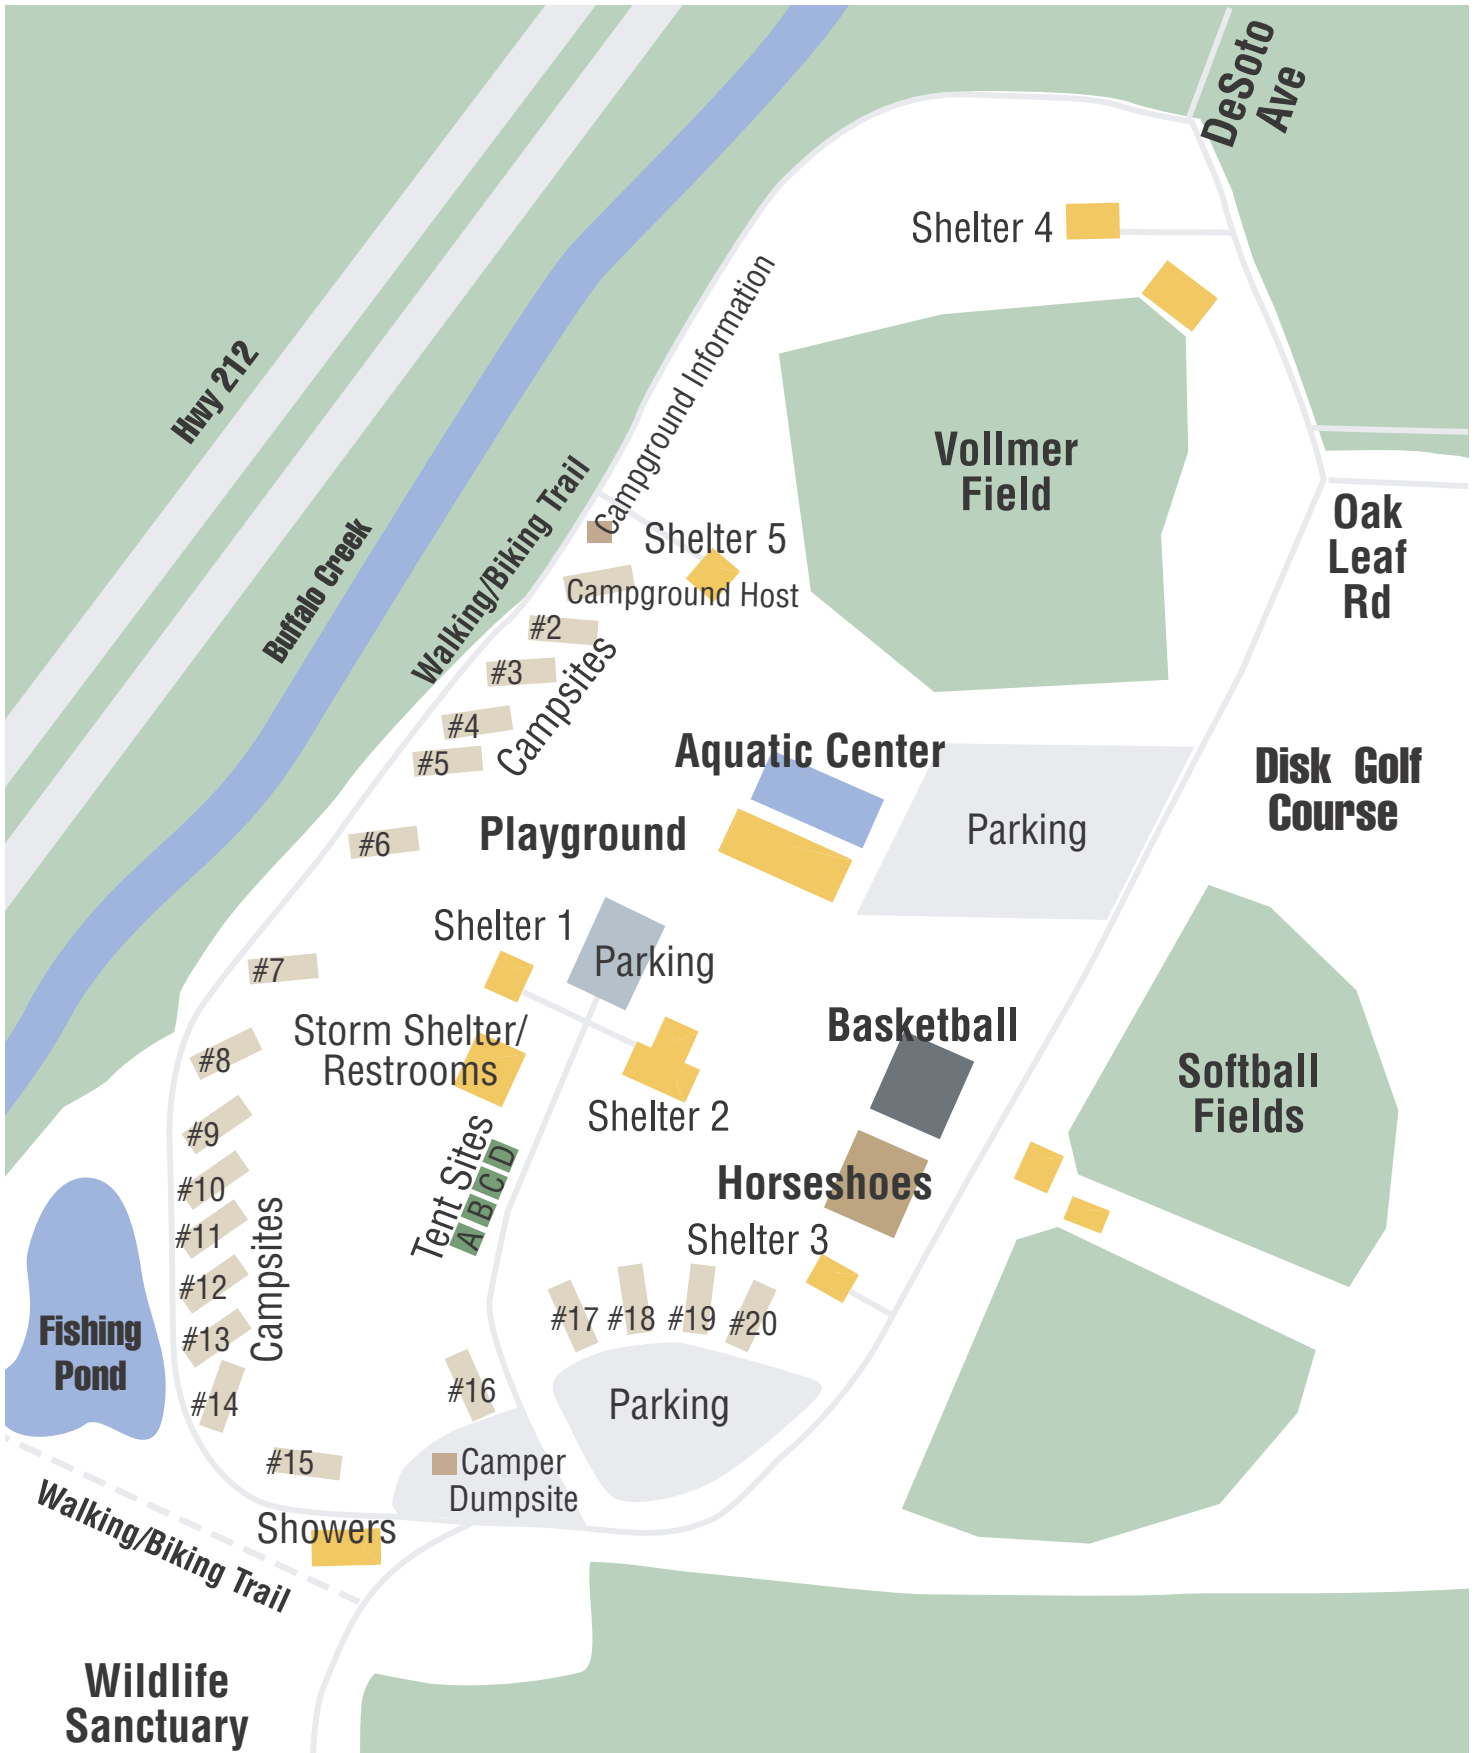 DeSoto
Ave
Shelter 4
Hwy 212
Campground Information
Vollmer
Field
Walking/Biking Trail
Oak
Leaf
Rd
Buffalo Creek
Shelter 5
Campground Host
#2
#3
Campsites
#4
#5
Aquatic Center
Disk Golf
Course
#6
Playground
Parking
Shelter 1
Parking
#7
Storm Shelter/
Restrooms
Basketball
#8
Softball
Fields
Shelter 2
#9
Tent Sites
A B C D
#10
Horseshoes
#11
Shelter 3
Campsites
#12
#13
#17
#18
#19
#20
Fishing
Pond
#14
#16
Parking
#15
Camper
Dumpsite
Showers
Walking/Biking Trail
Wildlife
Sanctuary